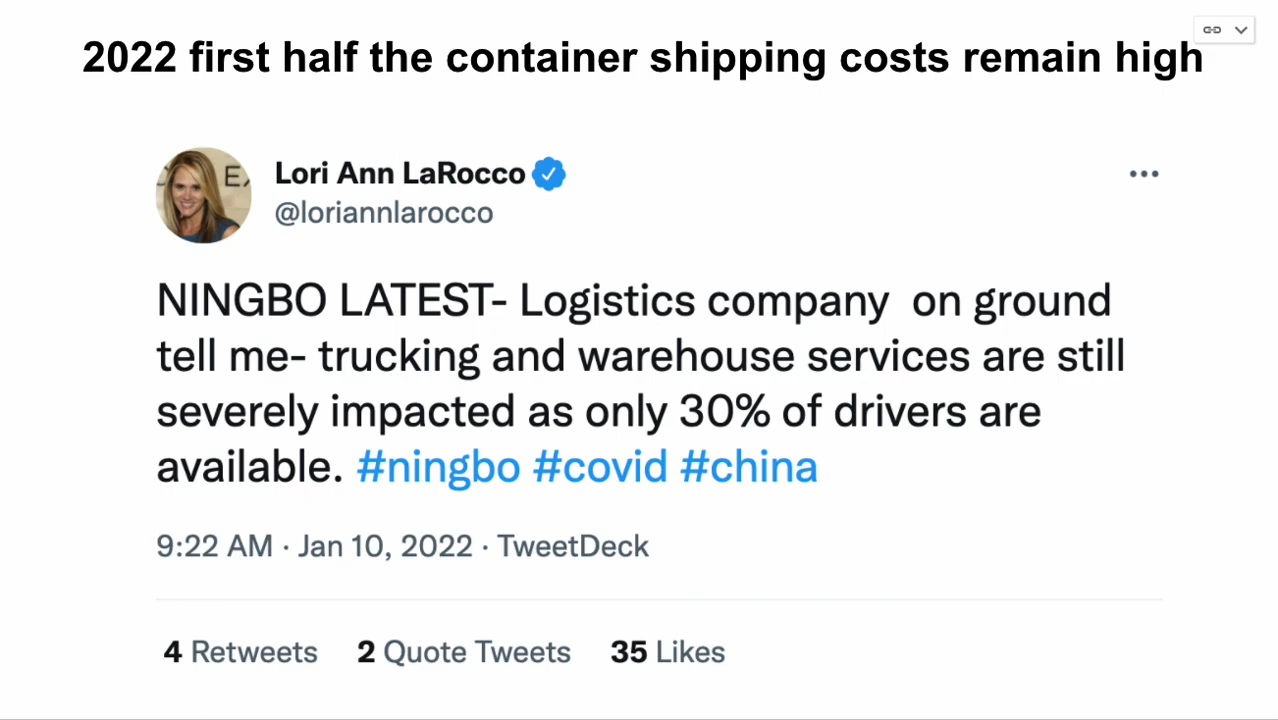 2022 first half the container shipping costs remain high
Lori Ann LaRocco
@loriannlarocco
NINGBO LATEST- Logistics company  on ground
tell me- trucking and warehouse services are still
severely impacted as only 30% of drivers are
available. #ningbo #covid #china
9:22 AM · Jan 10, 2022 · TweetDeck
4 Retweets 2 Quote Tweets 35 Likes